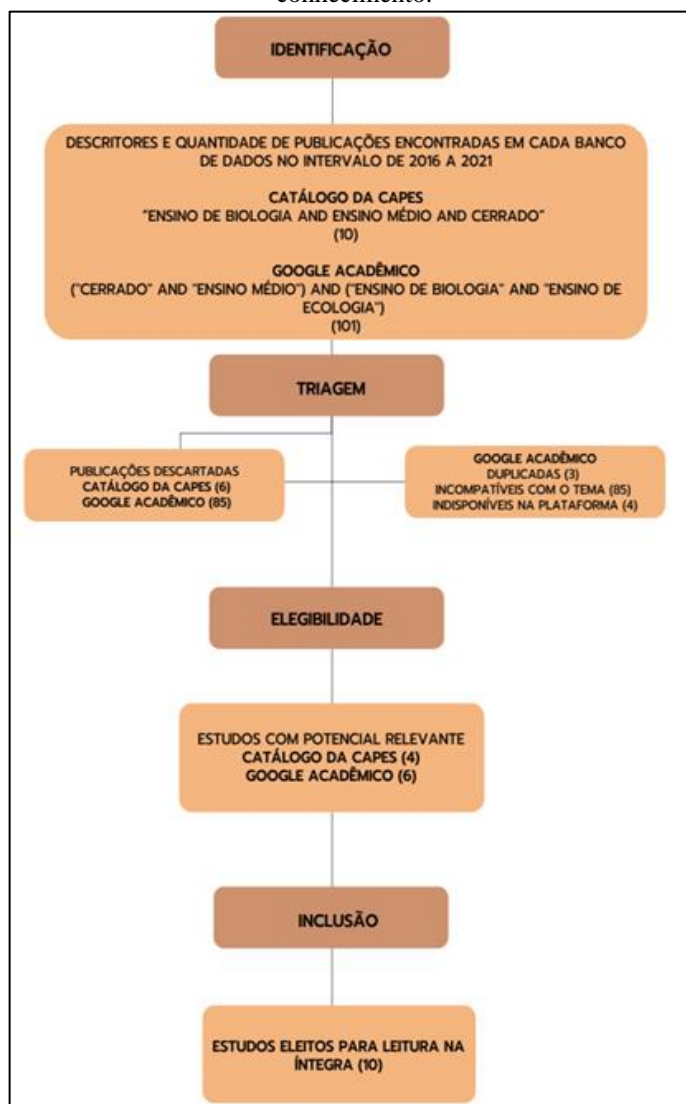 conhecimento.
IDENTIFICAÇÃO
DESCRITORES E QUANTIDADE DE PUBLICAÇÕES ENCONTRADAS EM CADA BANCO
DE DADOS NO INTERVALO DE 2016 A 2021
CATÁLOGO DA CAPES
"ENSINO DE BIOLOGIA AND ENSINO MÉDIO AND CERRADO"
(10)
GOOGLE ACADÊMICO
("CERRADO" AND "ENSINO MÉDIO") AND ("ENSINO DE BIOLOGIA" AND "ENSINO DE
ECOLOGIA")
(101)
TRIAGEM
PUBLICAÇÕES DESCARTADAS
CATÁLOGO DA CAPES (6)
GOOGLE ACADÊMICO (85)
GOOGLE ACADÊMICO
DUPLICADAS (3)
INCOMPATÍVEIS COM O TEMA (85)
INDISPONÍVEIS NA PLATAFORMA (4)
ELEGIBILIDADE
ESTUDOS COM POTENCIAL RELEVANTE
CATÁLOGO DA CAPES (4)
GOOGLE ACADÊMICO (6)
INCLUSÃO
ESTUDOS ELEITOS PARA LEITURA NA
ÍNTEGRA (10)